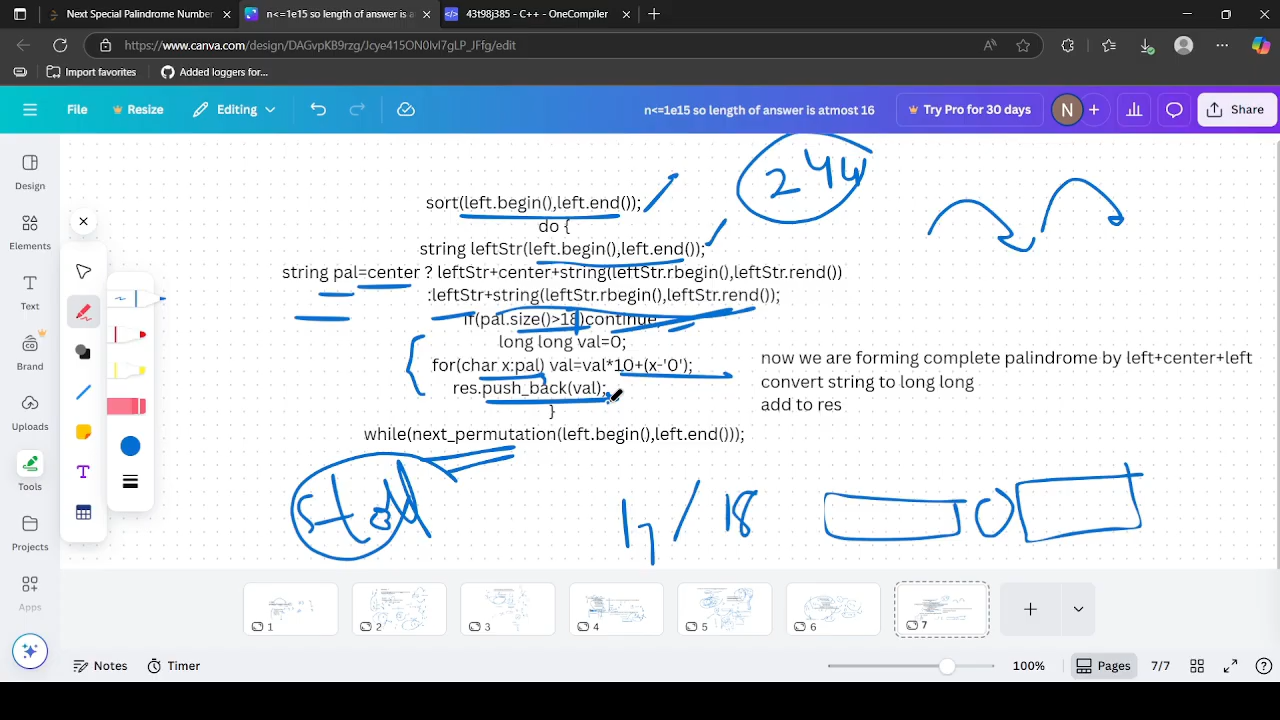 Next Special Palindrome Number
n<=1e15 so length of answer is a
43t98j385 - C++ - OneCompiler
https://www.canva.com/design/DAGvpKB9rzg/Jcye415ON0lvl7gLP_JFfg/edit
Import favorites
Added loggers for...
File
Resize
Editing
n<=1e15 so length of answer is atmost 16
Try Pro for 30 days
N
Share
Design
Elements
Text
Brand
Uploads
Tools
Projects
Apps
244
sort(left.begin(),left.end());
do {
string leftStr(left.begin(),left.end());
string pal=center ? leftStr+center+string(leftStr.rbegin(),leftStr.rend())
:leftStr+string(leftStr.rbegin(),leftStr.rend());
if(pal.size()>18)continue;
long long val=0;
for(char x:pal) val=val*10+(x-'0');
res.push_back(val);
}
while(next_permutation(left.begin(),left.end()));
now we are forming complete palindrome by left+center+left
convert string to long long
add to res
17 / 18
1
2
3
4
5
6
7
Notes
Timer
100%
Pages
7/7